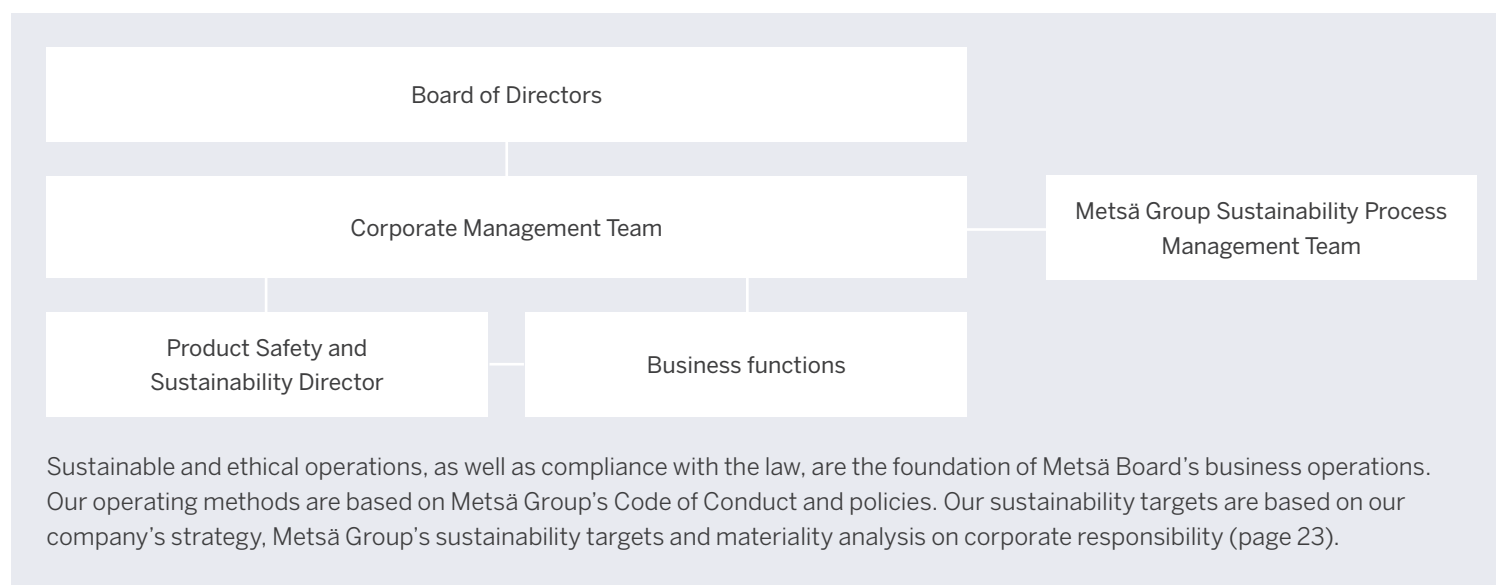 Board of Directors
Corporate Management Team
Metsä Group Sustainability Process
Management Team
Product Safety and
Sustainability Director
Business functions
Sustainable and ethical operations, as well as compliance with the law, are the foundation of Metsä Board’s business operations.
Our operating methods are based on Metsä Group’s Code of Conduct and policies. Our sustainability targets are based on our
company’s strategy, Metsä Group’s sustainability targets and materiality analysis on corporate responsibility (page 23).